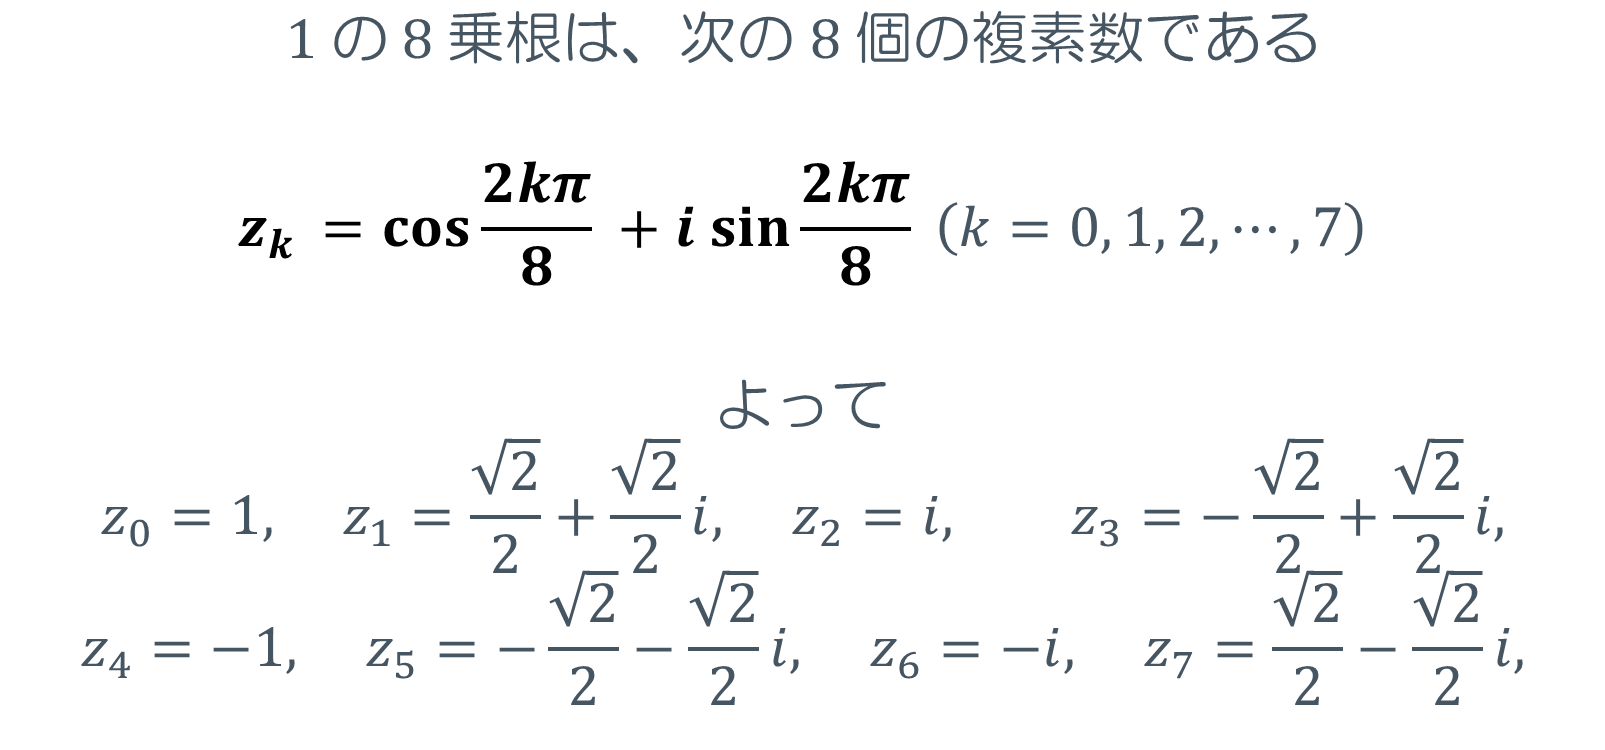 1 の 8 乗根は、次の 8 個の複素数である
z_k = cos 2kπ/8 + i sin 2kπ/8 (k = 0, 1, 2, ⋯ , 7)
よって
z_0 = 1, z_1 = √2/2 + √2/2 i, z_2 = i, z_3 = −√2/2 + √2/2 i,
z_4 = −1, z_5 = −√2/2 − √2/2 i, z_6 = −i, z_7 = √2/2 − √2/2 i,